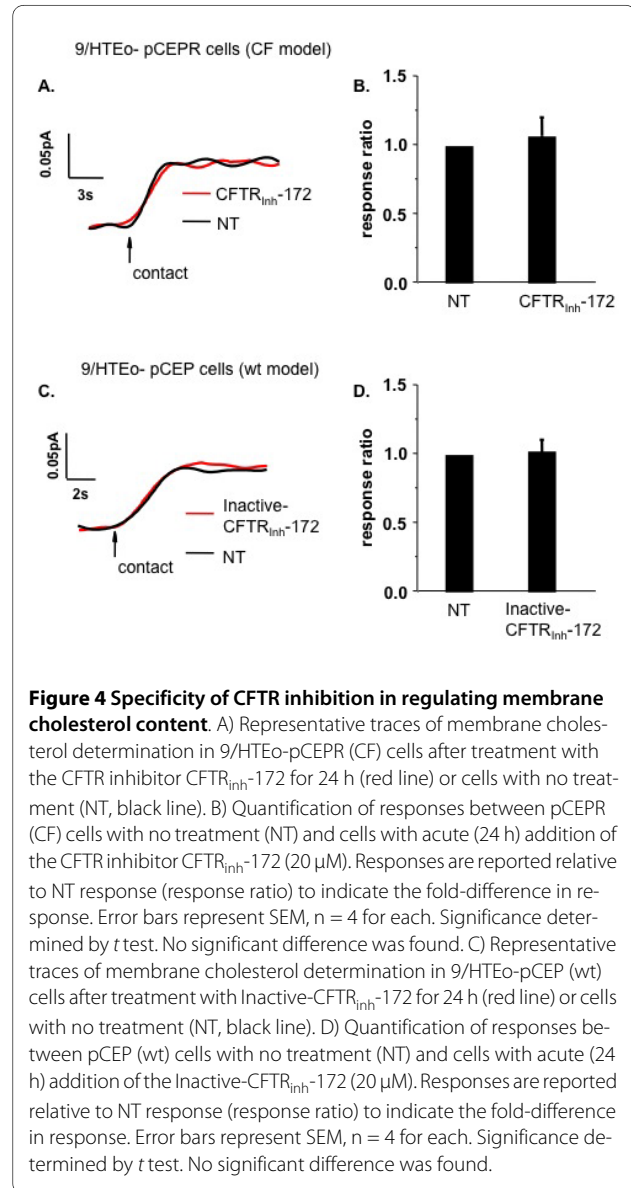 9/HTEo- pCEPR cells (CF model)
A.
0.05pA
3s
CFTRInh-172
NT
contact
B.
response ratio
1.5
1.0
0.5
0.0
NT
CFTRInh-172
9/HTEo- pCEP cells (wt model)
C.
0.05pA
2s
Inactive-
CFTRInh-172
NT
contact
D.
response ratio
1.5
1.0
0.5
0.0
NT
Inactive-
CFTRInh-172
Figure 4 Specificity of CFTR inhibition in regulating membrane
cholesterol content. A) Representative traces of membrane choles-
terol determination in 9/HTEo-pCEPR (CF) cells after treatment with
the CFTR inhibitor CFTRinh-172 for 24 h (red line) or cells with no treat-
ment (NT, black line). B) Quantification of responses between pCEPR
(CF) cells with no treatment (NT) and cells with acute (24 h) addition of
the CFTR inhibitor CFTRinh-172 (20 μM). Responses are reported relative
to NT response (response ratio) to indicate the fold-difference in re-
sponse. Error bars represent SEM, n = 4 for each. Significance deter-
mined by t test. No significant difference was found. C) Representative
traces of membrane cholesterol determination in 9/HTEo-pCEP (wt)
cells after treatment with Inactive-CFTRinh-172 for 24 h (red line) or cells
with no treatment (NT, black line). D) Quantification of responses be-
tween pCEP (wt) cells with no treatment (NT) and cells with acute (24
h) addition of the Inactive-CFTRinh-172 (20 μM). Responses are reported
relative to NT response (response ratio) to indicate the fold-difference
in response. Error bars represent SEM, n = 4 for each. Significance de-
termined by t test. No significant difference was found.